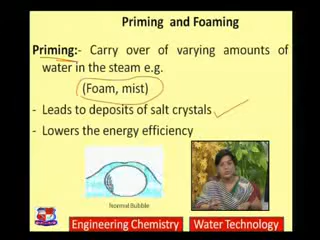 Priming and Foaming
Priming:- Carry over of varying amounts of
water in the steam e.g.
(Foam, mist)
- Leads to deposits of salt crystals
- Lowers the energy efficiency
Normal Bubble
Engineering Chemistry
Water Technology